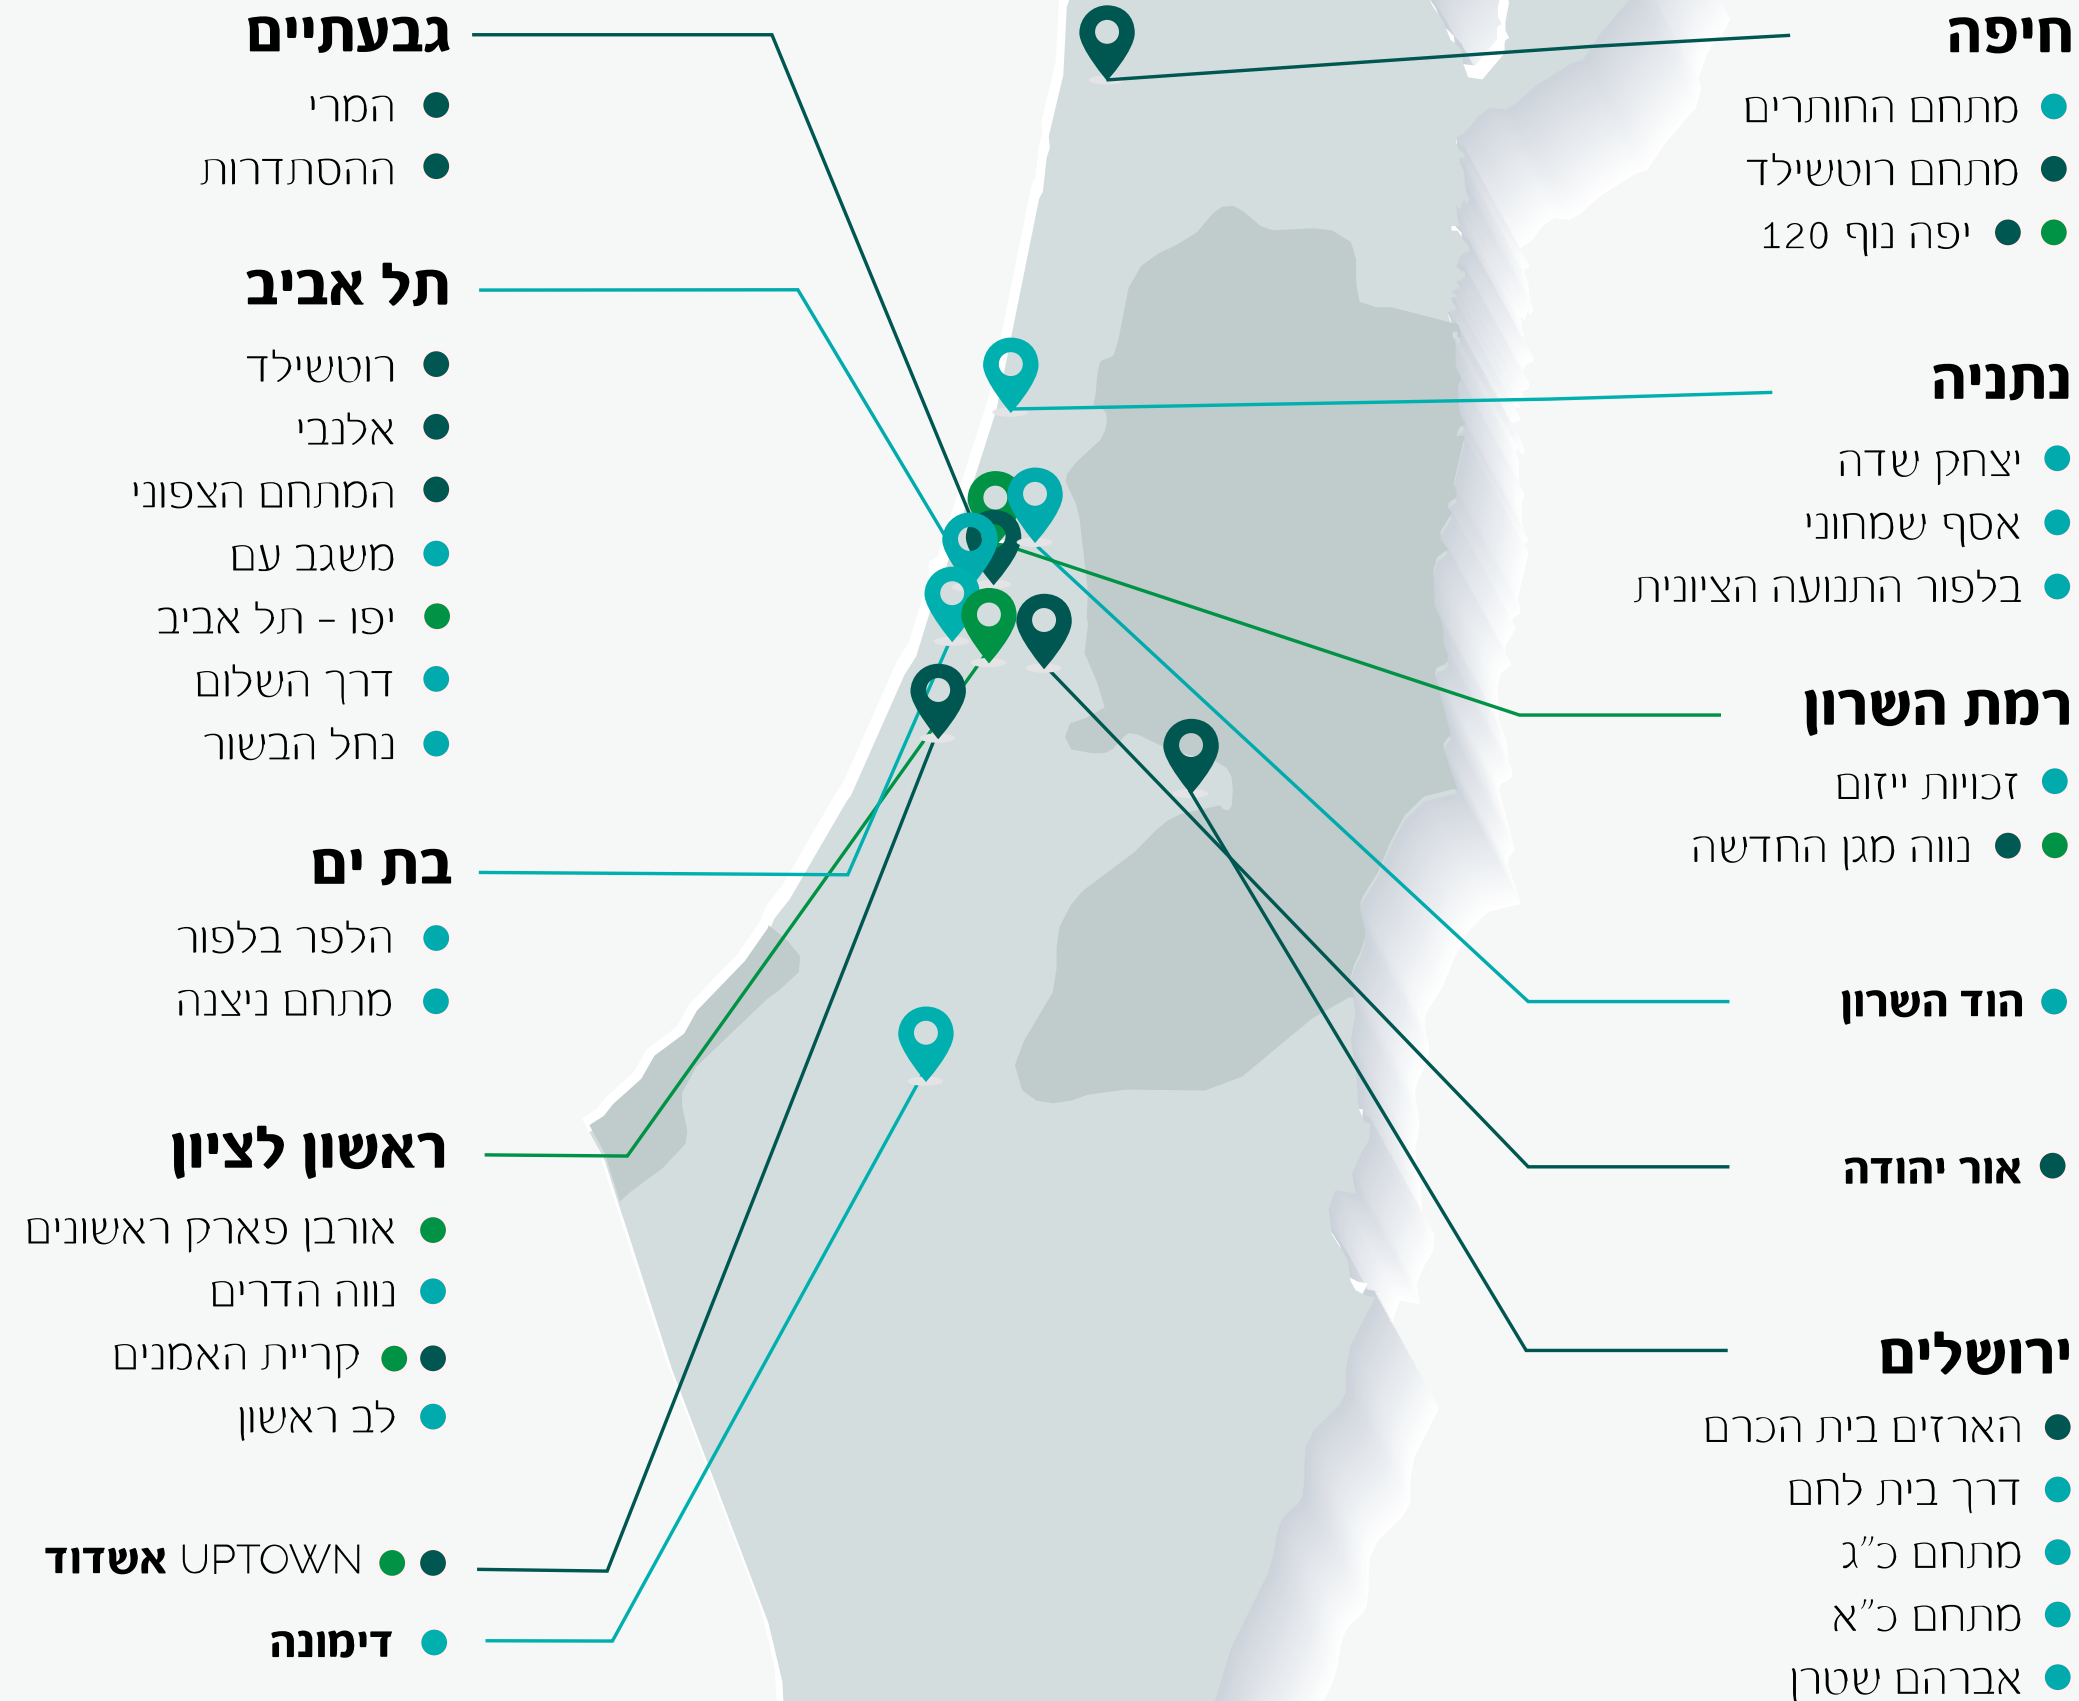 חיפה
מתחם החותרים
מתחם רוטשילד
יפה נוף 120
נתניה
יצחק שדה
אסף שמחוני
בלפור התנועה הציונית
רמת השרון
זכויות ייזום
נווה מגן החדשה
הוד השרון
אור יהודה
ירושלים
הארזים בית הכרם
דרך בית לחם
מתחם כ״ג
מתחם כ״א
אברהם שטרן
גבעתיים
המרי
ההסתדרות
תל אביב
רוטשילד
אלנבי
המתחם הצפוני
משגב עם
יפו - תל אביב
דרך השלום
נחל הבשור
בת ים
הלפר בלפור
מתחם ניצנה
ראשון לציון
אורבן פארק ראשונים
נווה הדרים
קריית האמנים
לב ראשון
UPTOWN אשדוד
דימונה